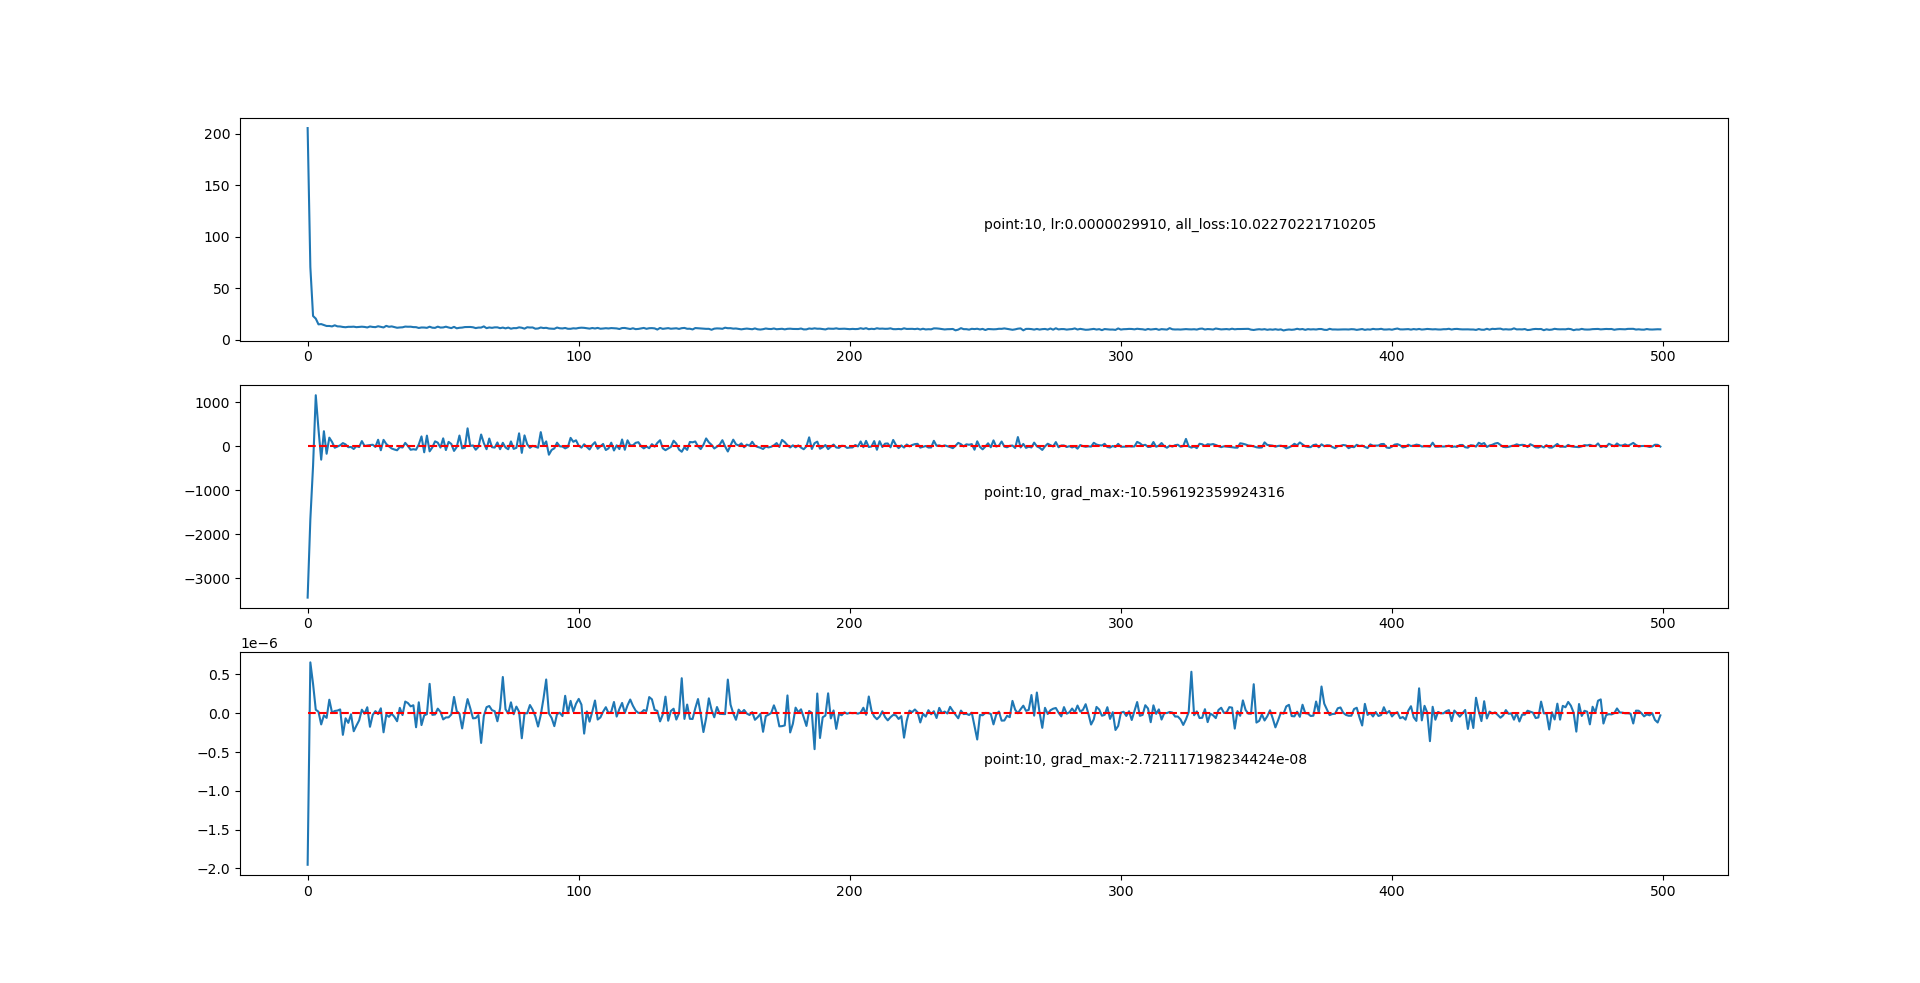 200
150
100
50
0
point:10, lr:0.0000029910, all_loss:10.02270221710205
0 100 200 300 400 500
1000
0
−1000
−2000
−3000
point:10, grad_max:-10.596192359924316
0 100 200 300 400 500
1e−6
0.5
0.0
−0.5
−1.0
−1.5
−2.0
point:10, grad_max:-2.721117198234424e-08
0 100 200 300 400 500